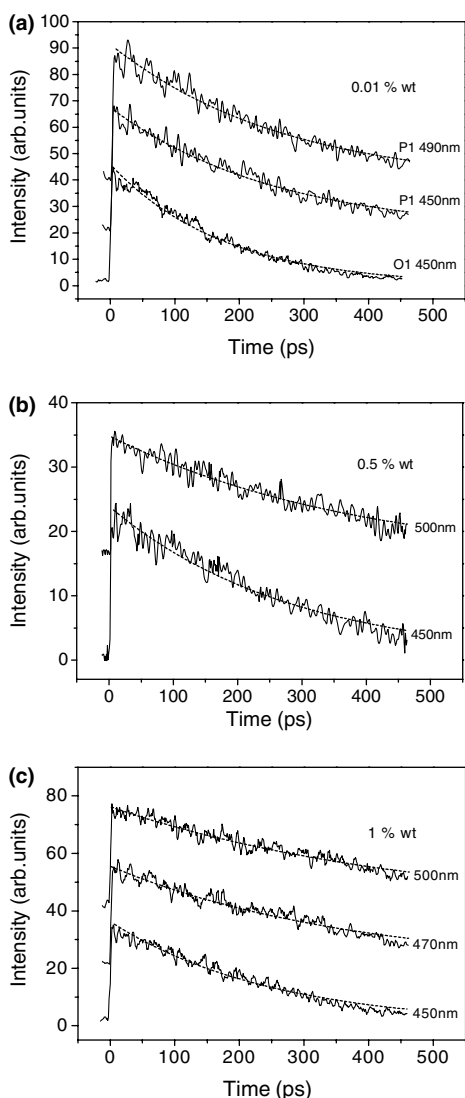 (a)
100
90
80
70
60
50
40
30
20
10
0
Intensity (arb.units)
0.01 % wt
P1 490nm
P1 450nm
O1 450nm
0 100 200 300 400 500
Time (ps)
(b)
40
30
20
10
0
Intensity (arb.units)
0.5 % wt
500nm
450nm
0 100 200 300 400 500
Time (ps)
(c)
80
60
40
20
0
Intensity (arb.units)
1 % wt
500nm
470nm
450nm
0 100 200 300 400 500
Time (ps)